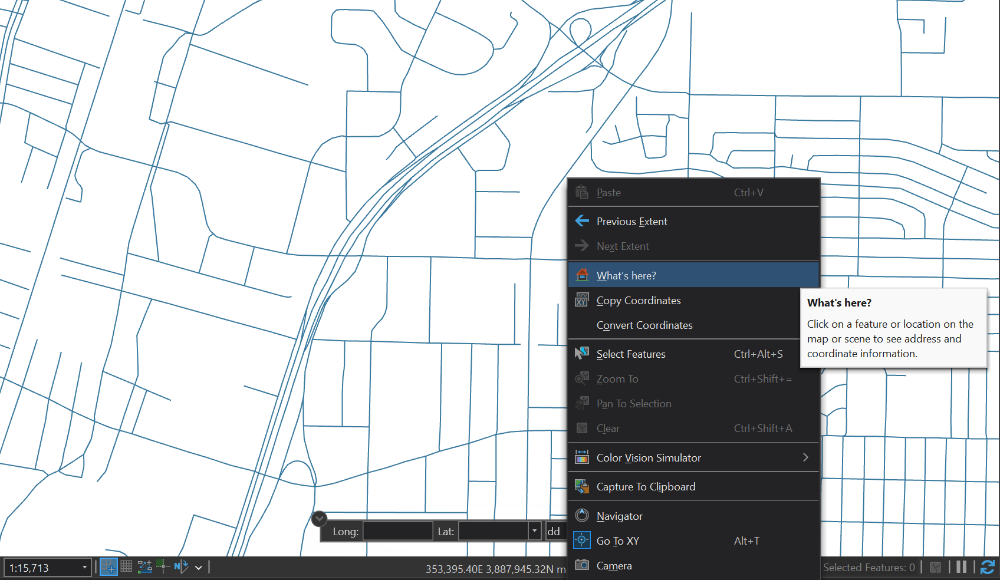 Paste Ctrl+V
Previous Extent
Next Extent
What's here?
Copy Coordinates
Convert Coordinates
What's here?
Click on a feature or location on the
map or scene to see address and
coordinate information.
Select Features Ctrl+Alt+S
Zoom To Ctrl+Shift+=
Pan To Selection
Clear Ctrl+Shift+A
Color Vision Simulator
Capture To Clipboard
Navigator
Go To XY Alt+T
Camera
Long: Lat: dd
1:15,713 353,395.40E 3,887,945.32N m Selected Features: 0